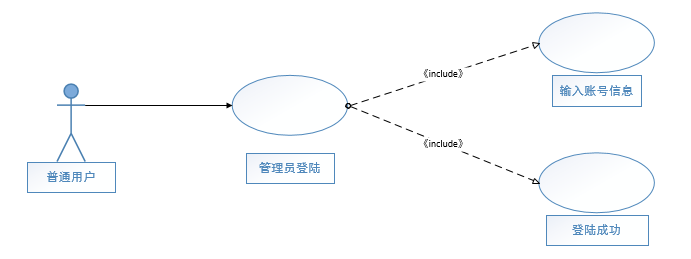 《include》
输入账号信息
普通用户
管理员登陆
《include》
登陆成功